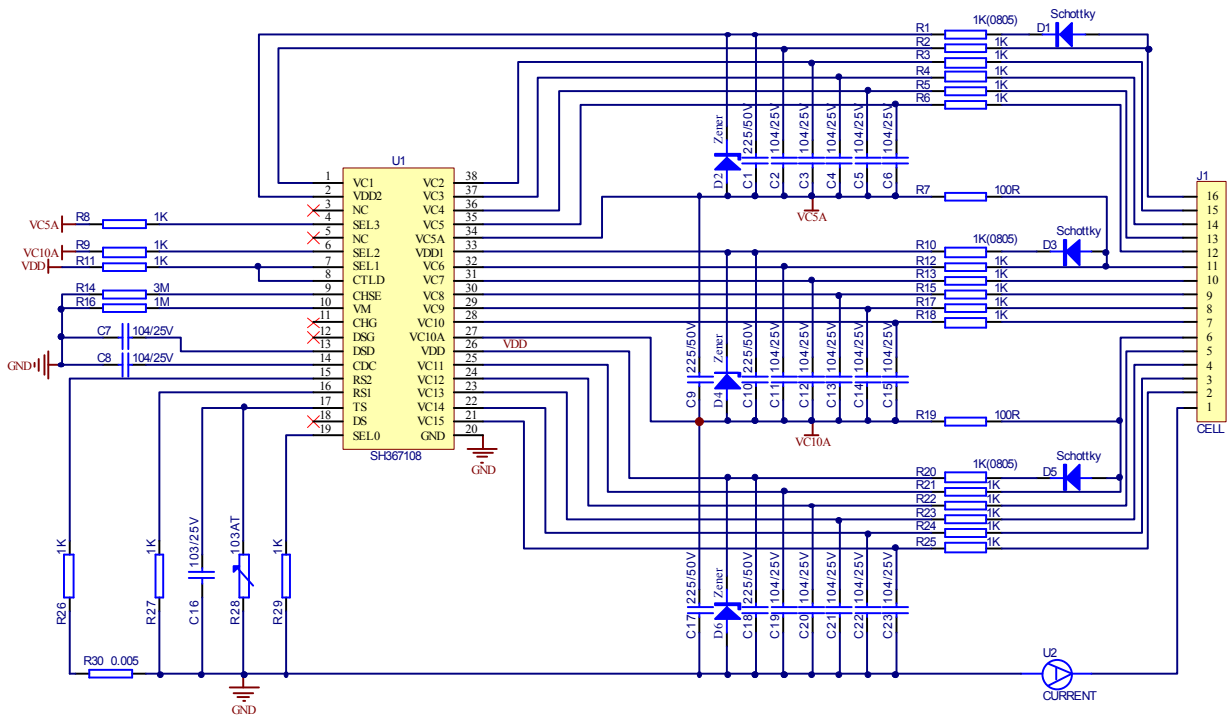 Schottky
R1 1K(0805) D1
R2 1K
R3 1K
R4 1K
R5 1K
R6 1K
Zener
D2
225/50V
C1
104/25V
C2
104/25V
C3
104/25V
C4
104/25V
C5
104/25V
C6
VC5A
R7 100R
U1
1 VC1 VC2 38
2 VDD2 VC3 37
3 NC VC4 36
4 SEL3 VC5 35
5 NC VC5A 34
6 SEL2 VDD1 33
7 SEL1 VC6 32
8 CTLD VC7 31
9 CHSE VC8 30
10 VM VC9 29
11 CHG VC10 28
12 DSG VC10A 27
13 DSD VDD 26
14 CDC VC11 25
15 RS2 VC12 24
16 RS1 VC13 23
17 TS VC14 22
18 DS VC15 21
19 SEL0 GND 20
SH367108
GND
VDD
VC5A R8 1K
VC10A R9 1K
VDD R11 1K
R14 3M
R16 1M
C7 104/25V
GND C8 104/25V
J1
16
15
14
13
12
11
10
9
8
7
6
5
4
3
2
1
CELL
Schottky
R10 1K(0805) D3
R12 1K
R13 1K
R15 1K
R17 1K
R18 1K
225/50V
C9
Zener
D4
225/50V
C10
104/25V
C11
104/25V
C12
104/25V
C13
104/25V
C14
104/25V
C15
VC10A
R19 100R
Schottky
R20 1K(0805) D5
R21 1K
R22 1K
R23 1K
R24 1K
R25 1K
1K
R26
1K
R27
103/25V
C16
103AT
R28
1K
R29
225/50V
C17
Zener
D6
225/50V
C18
104/25V
C19
104/25V
C20
104/25V
C21
104/25V
C22
104/25V
C23
R30 0.005
GND
U2
A
CURRENT